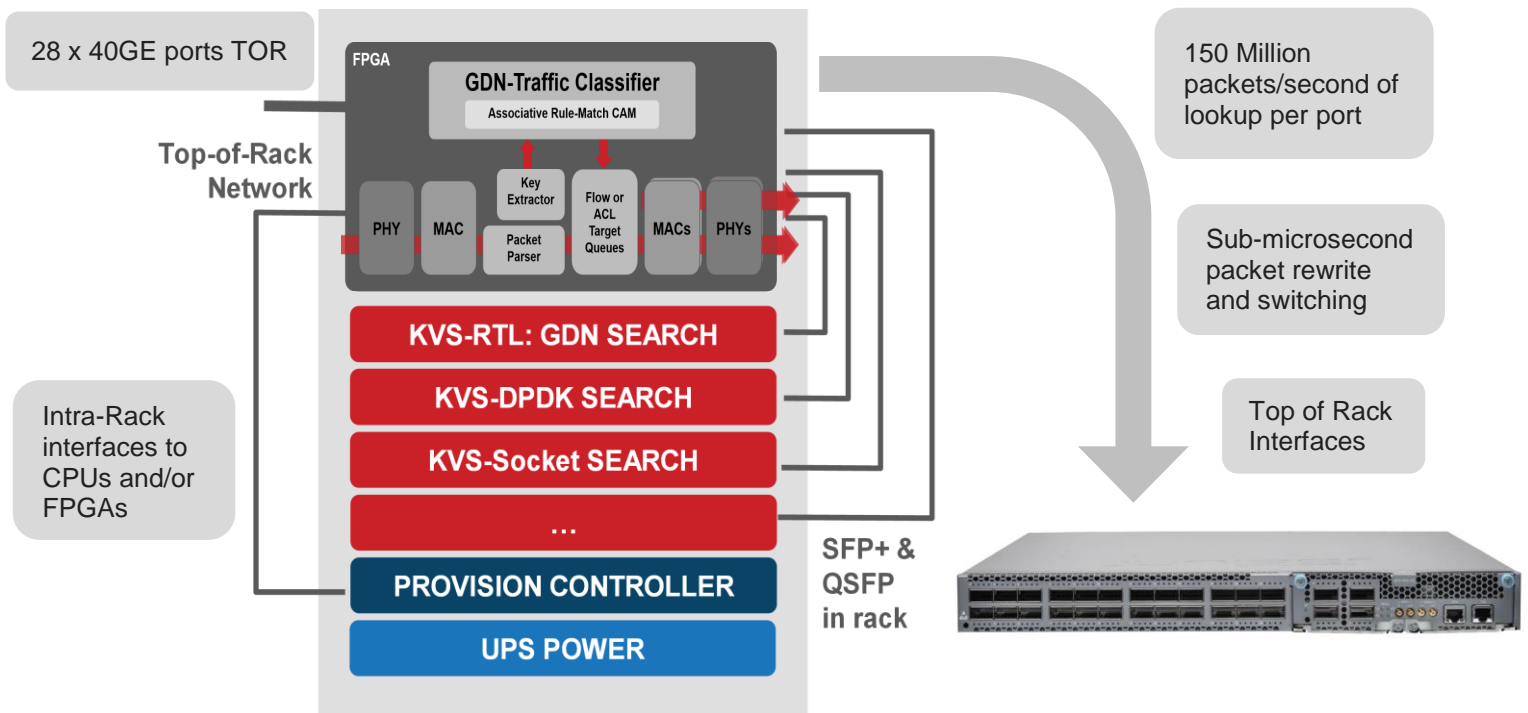 28 x 40GE ports TOR
FPGA
GDN-Traffic Classifier
Associative Rule-Match CAM
Top-of-Rack
Network
PHY
MAC
Key
Extractor
Packet
Parser
Flow or
ACL
Target
Queues
MACs
PHYs
KVS-RTL: GDN SEARCH
KVS-DPDK SEARCH
KVS-Socket SEARCH
...
PROVISION CONTROLLER
UPS POWER
Intra-Rack
interfaces to
CPUs and/or
FPGAs
SFP+ &
QSFP
in rack
150 Million
packets/second of
lookup per port
Sub-microsecond
packet rewrite
and switching
Top of Rack
Interfaces